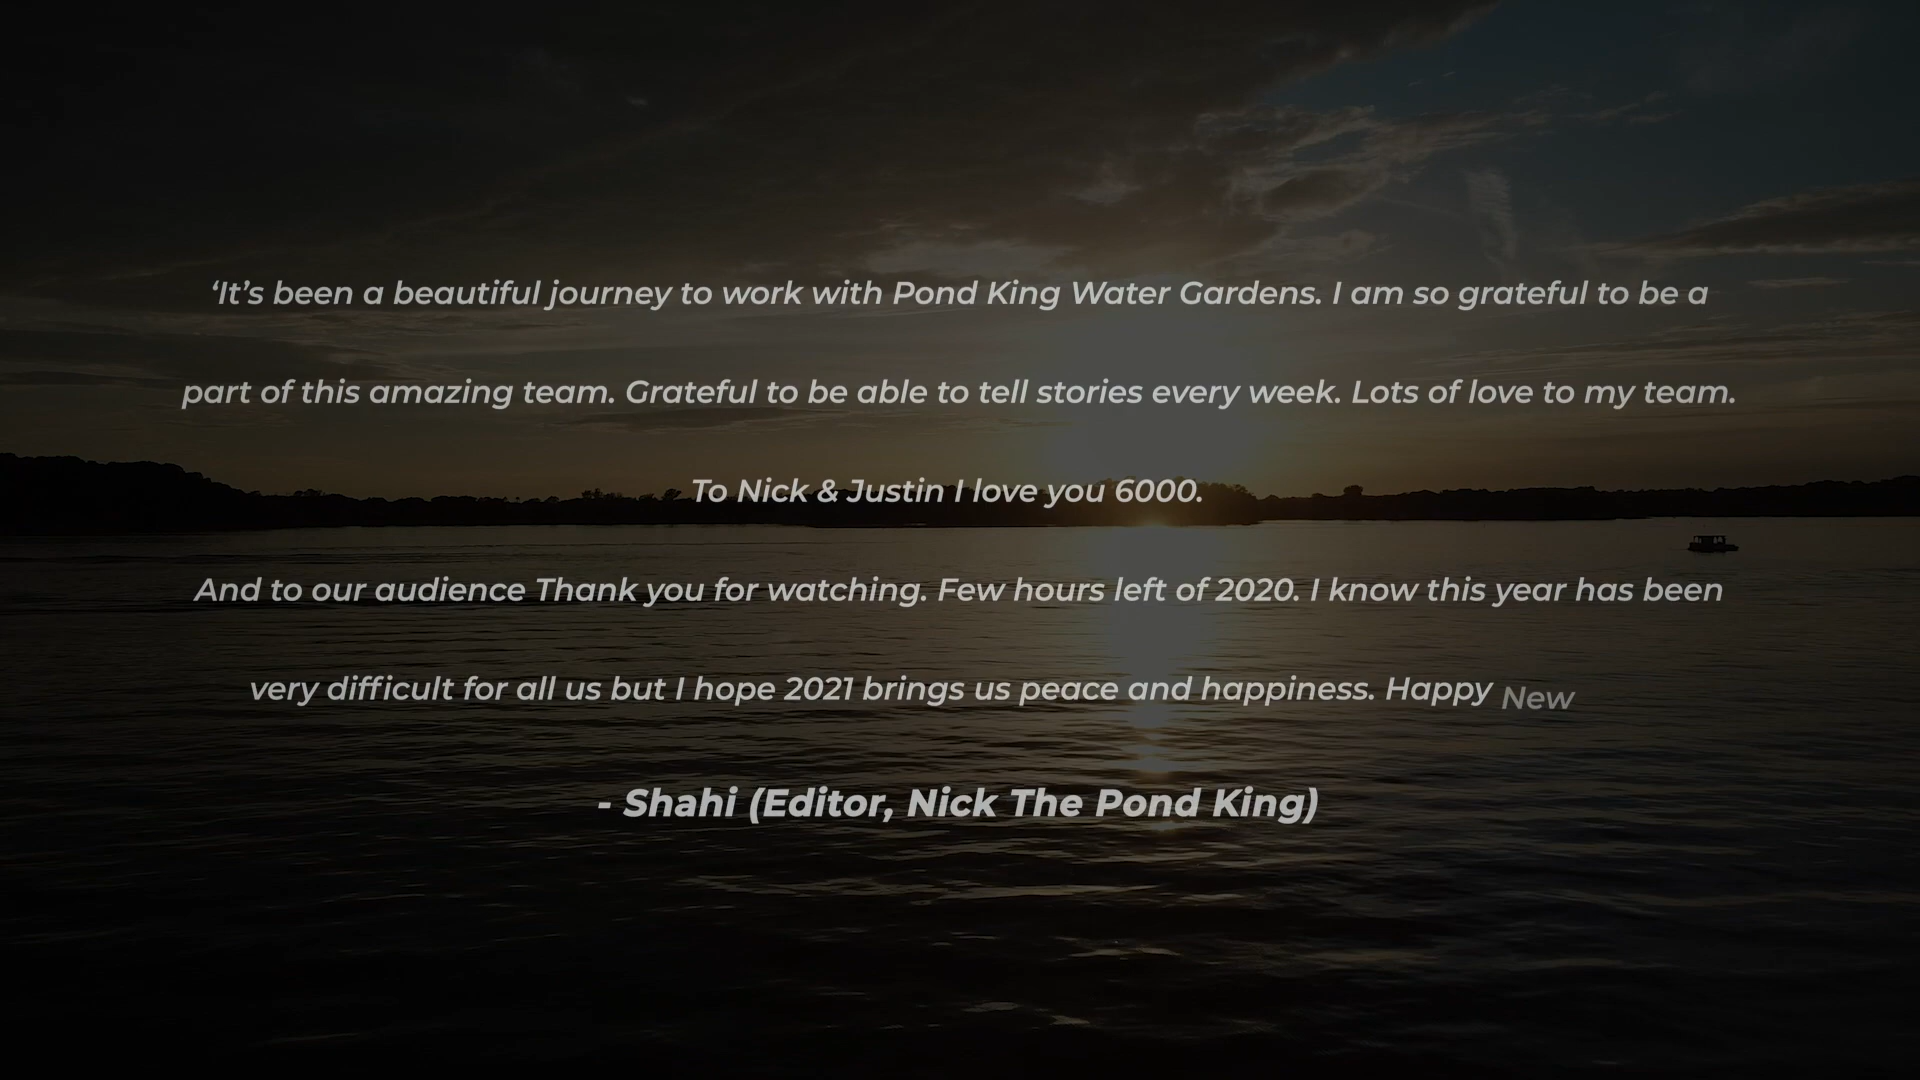 ‘It’s been a beautiful journey to work with Pond King Water Gardens. I am so grateful to be a
part of this amazing team. Grateful to be able to tell stories every week. Lots of love to my team.
To Nick & Justin I love you 6000.
And to our audience Thank you for watching. Few hours left of 2020. I know this year has been
very difficult for all us but I hope 2021 brings us peace and happiness. Happy New
- Shahi (Editor, Nick The Pond King)